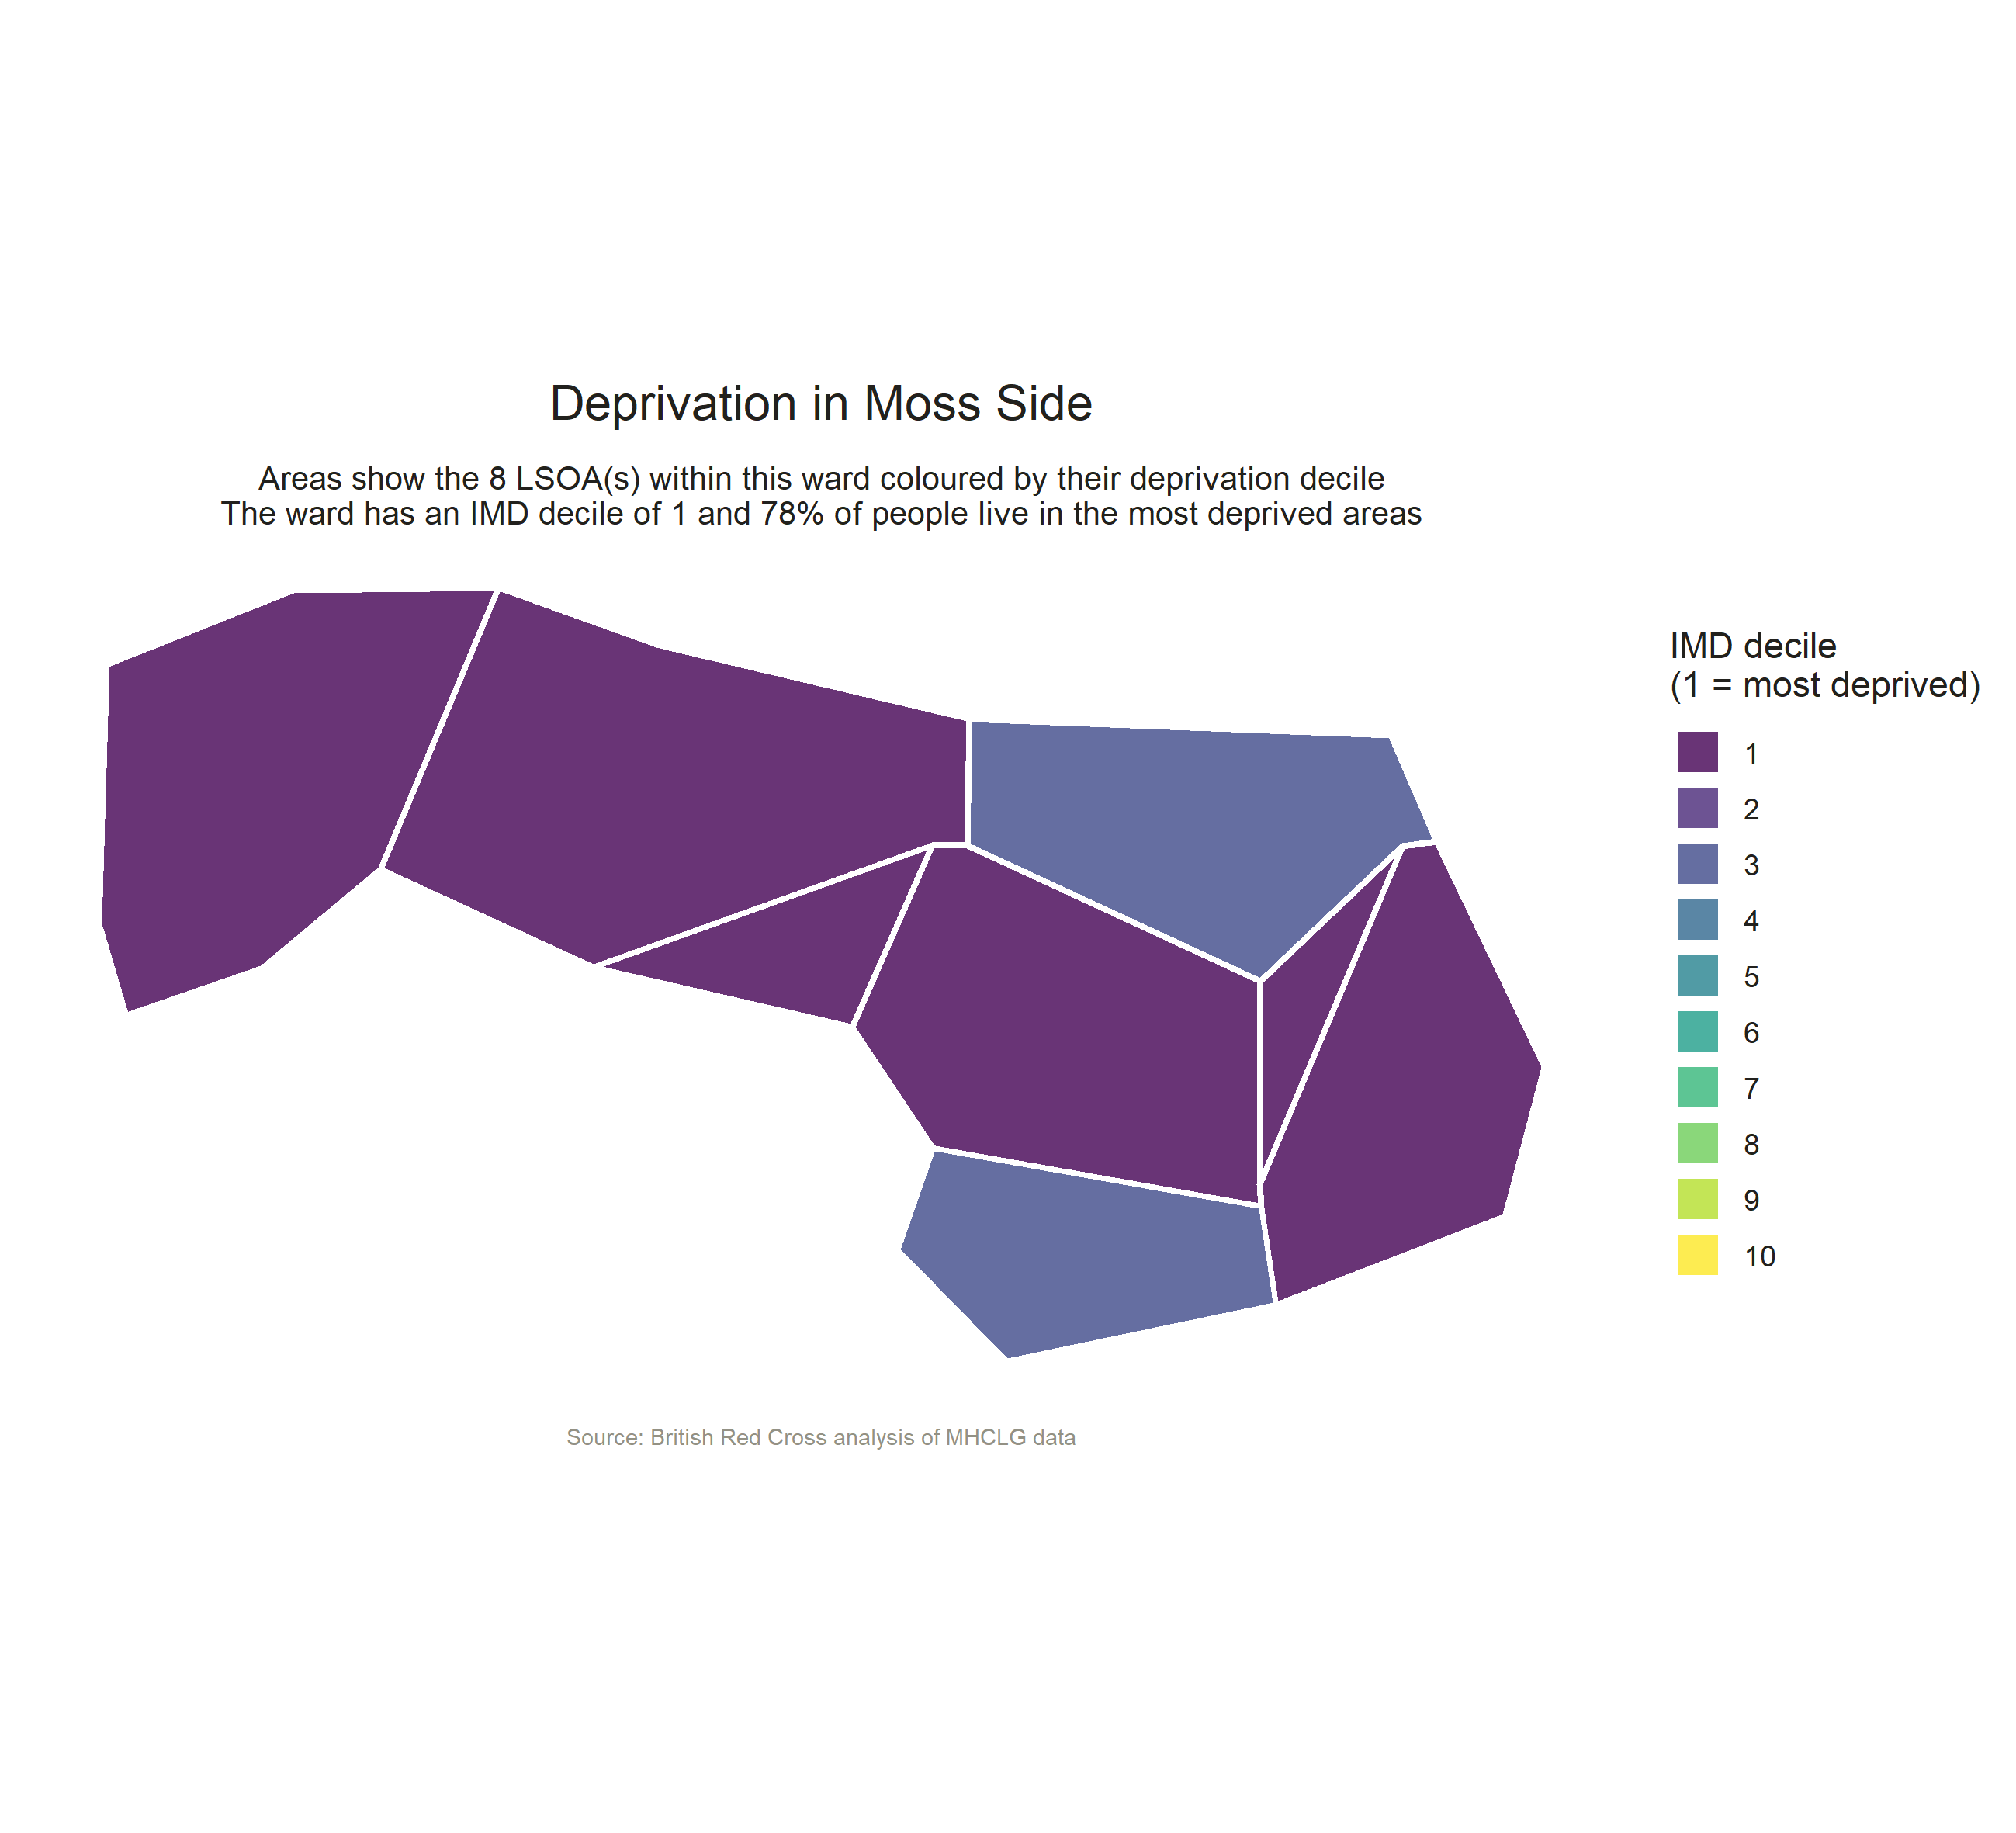 Deprivation in Moss Side
Areas show the 8 LSOA(s) within this ward coloured by their deprivation decile
The ward has an IMD decile of 1 and 78% of people live in the most deprived areas
IMD decile
(1 = most deprived)
1
2
3
4
5
6
7
8
9
10
Source: British Red Cross analysis of MHCLG data